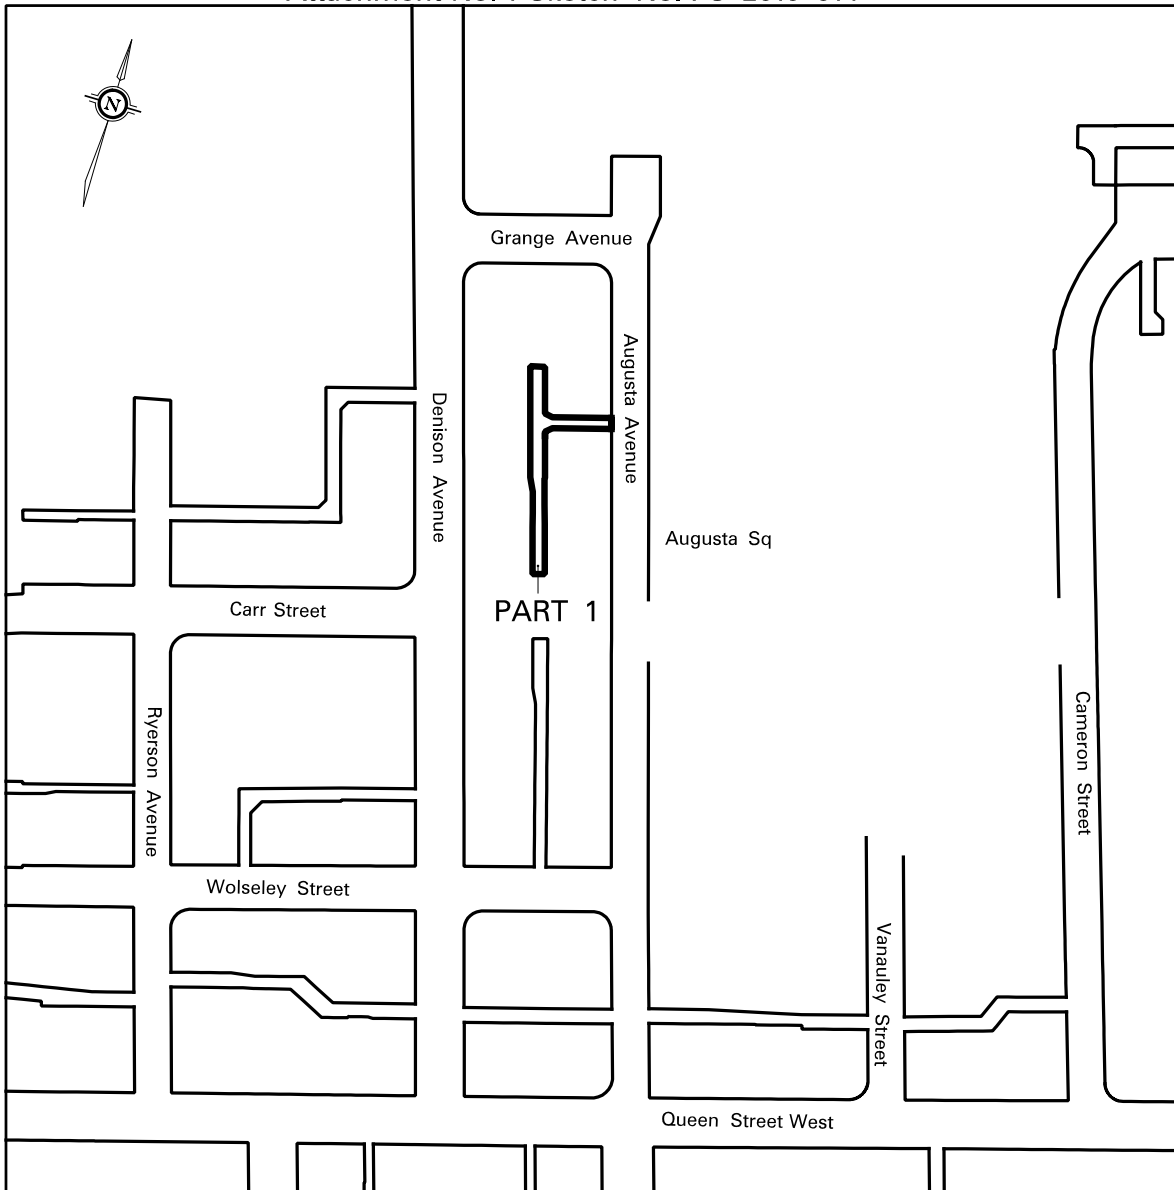 N
Grange Avenue
Augusta Avenue
Denison Avenue
Augusta Sq
Carr Street
PART 1
Ryerson Avenue
Cameron Street
Wolseley Street
Vanauley Street
Queen Street West